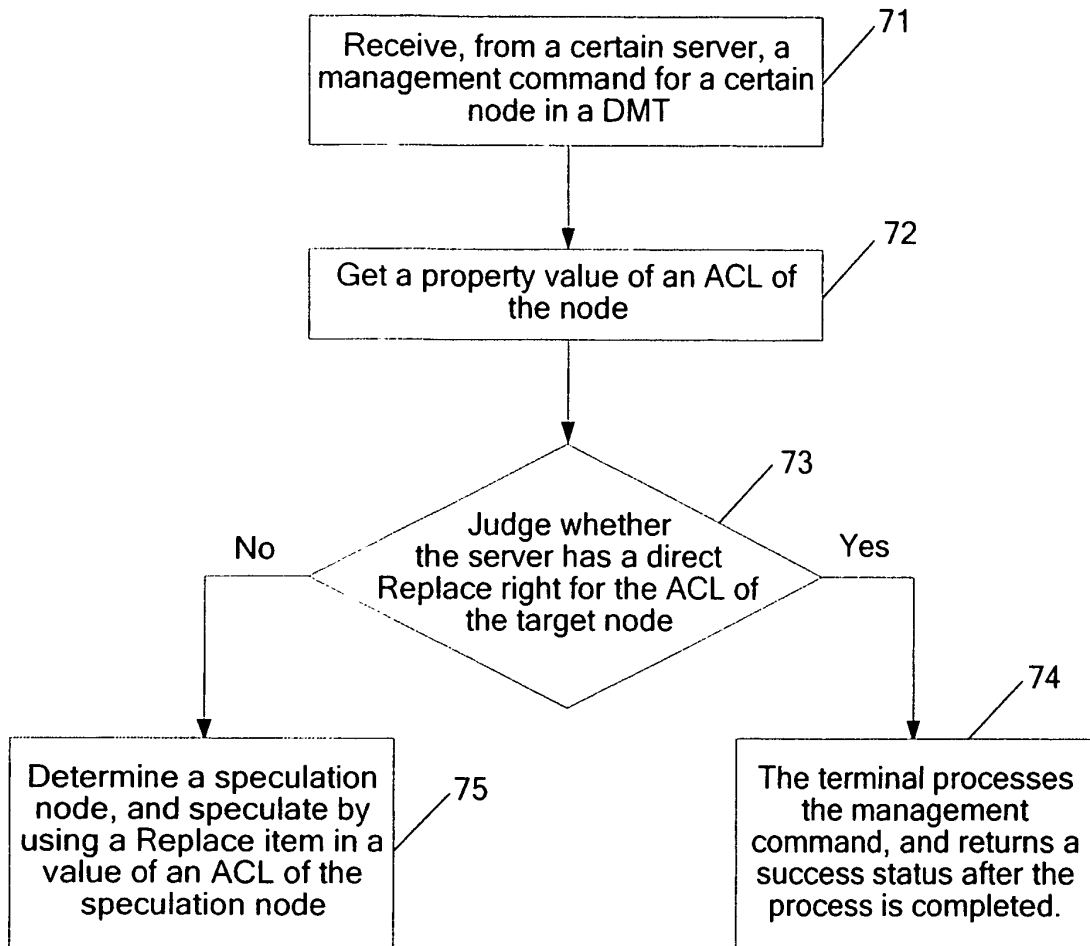 71
Receive, from a certain server, a
management command for a certain
node in a DMT
72
Get a property value of an ACL of
the node
73
Judge whether
the server has a direct
Replace right for the ACL of
the target node
No
Yes
74
The terminal processes
the management
command, and returns a
success status after the
process is completed.
75
Determine a speculation
node, and speculate by
using a Replace item in a
value of an ACL of the
speculation node